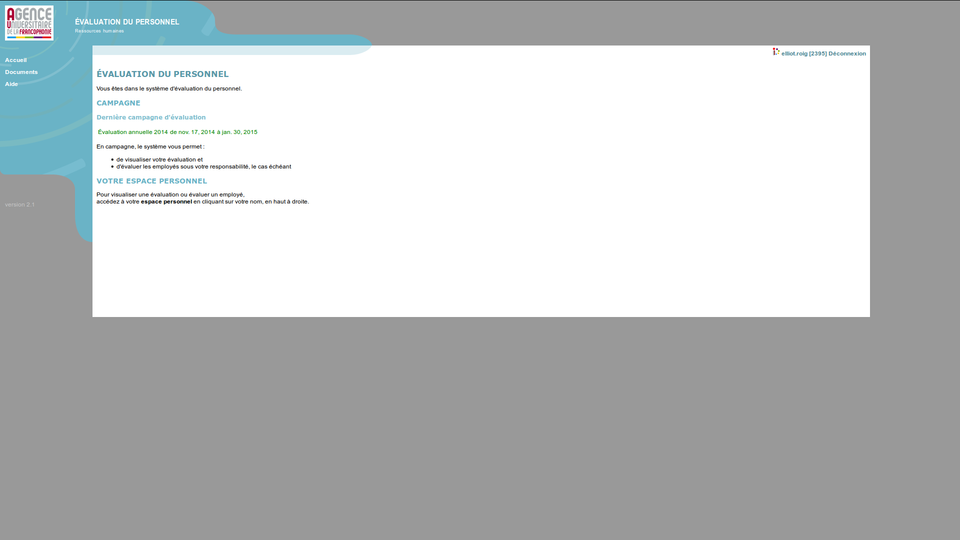 AGENCE
UNIVERSITAIRE
DE LA FRANCOPHONIE
ÉVALUATION DU PERSONNEL
Ressources humaines
Accueil
Documents
Aide
version 2.1
elliot.roig [2395] Déconnexion
ÉVALUATION DU PERSONNEL
Vous êtes dans le système d'évaluation du personnel.
CAMPAGNE
Dernière campagne d'évaluation
Évaluation annuelle 2014 de nov. 17, 2014 à jan. 30, 2015
En campagne, le système vous permet :
• de visualiser votre évaluation et
• d'évaluer les employés sous votre responsabilité, le cas échéant
VOTRE ESPACE PERSONNEL
Pour visualiser une évaluation ou évaluer un employé,
accédez à votre espace personnel en cliquant sur votre nom, en haut à droite.